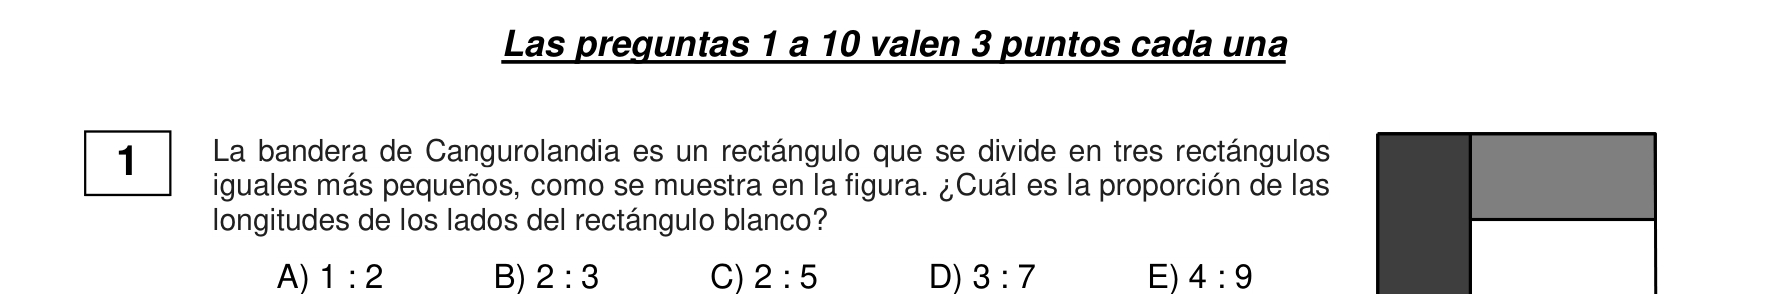 Las preguntas 1 a 10 valen 3 puntos cada una
1
La bandera de Cangurolandia es un rectángulo que se divide en tres rectángulos
iguales más pequeños, como se muestra en la figura. ¿Cuál es la proporción de las
longitudes de los lados del rectángulo blanco?
A) 1 : 2 B) 2 : 3 C) 2 : 5 D) 3 : 7 E) 4 : 9